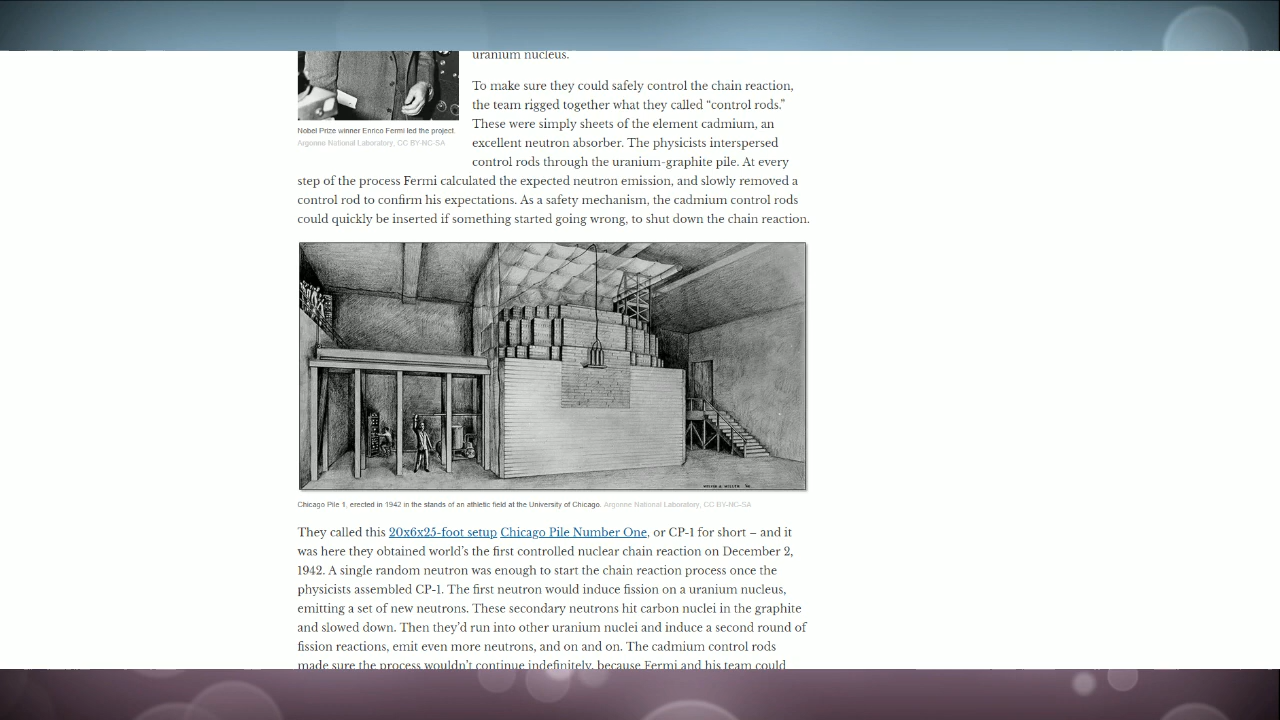 uranium nucleus.
To make sure they could safely control the chain reaction,
the team rigged together what they called “control rods.”
These were simply sheets of the element cadmium, an
excellent neutron absorber. The physicists interspersed
control rods through the uranium-graphite pile. At every
step of the process Fermi calculated the expected neutron emission, and slowly removed a
control rod to confirm his expectations. As a safety mechanism, the cadmium control rods
could quickly be inserted if something started going wrong, to shut down the chain reaction.
Nobel Prize winner Enrico Fermi led the project.
Argonne National Laboratory, CC BY-NC-SA
Chicago Pile 1, erected in 1942 in the stands of an athletic field at the University of Chicago. Argonne National Laboratory, CC BY-NC-SA
They called this 20x6x25-foot setup Chicago Pile Number One, or CP-1 for short – and it
was here they obtained world’s the first controlled nuclear chain reaction on December 2,
1942. A single random neutron was enough to start the chain reaction process once the
physicists assembled CP-1. The first neutron would induce fission on a uranium nucleus,
emitting a set of new neutrons. These secondary neutrons hit carbon nuclei in the graphite
and slowed down. Then they’d run into other uranium nuclei and induce a second round of
fission reactions, emit even more neutrons, and on and on. The cadmium control rods
made sure the process wouldn’t continue indefinitely, because Fermi and his team could